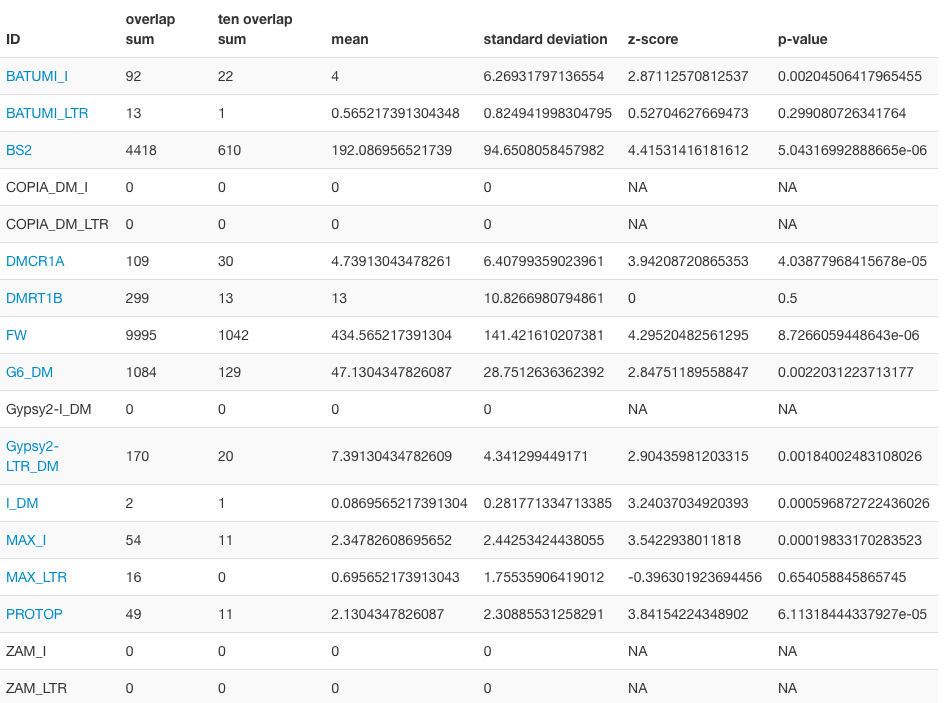 ID overlap sum ten overlap sum mean standard deviation z-score p-value
BATUMI_I 92 22 4 6.26931797136554 2.87112570812537 0.00204506417965455
BATUMI_LTR 13 1 0.565217391304348 0.824941998304795 0.52704627669473 0.299080726341764
BS2 4418 610 192.086956521739 94.6508058457982 4.41531416181612 5.04316992888665e-06
COPIA_DM_I 0 0 0 0 NA NA
COPIA_DM_LTR 0 0 0 0 NA NA
DMCR1A 109 30 4.73913043478261 6.40799359023961 3.94208720865353 4.03877968415678e-05
DMRT1B 299 13 13 10.8266980794861 0 0.5
FW 9995 1042 434.565217391304 141.421610207381 4.29520482561295 8.7266059448643e-06
G6_DM 1084 129 47.1304347826087 28.7512636362392 2.84751189558847 0.0022031223713177
Gypsy2-I_DM 0 0 0 0 NA NA
Gypsy2-LTR_DM 170 20 7.39130434782609 4.341299449171 2.90435981203315 0.00184002483108026
I_DM 2 1 0.0869565217391304 0.281771334713385 3.24037034920393 0.000596872722436026
MAX_I 54 11 2.34782608695652 2.44253424438055 3.5422938011818 0.00019833170283523
MAX_LTR 16 0 0.695652173913043 1.75535906419012 -0.396301923694456 0.654058845865745
PROTOP 49 11 2.1304347826087 2.30885531258291 3.84154224348902 6.11318444337927e-05
ZAM_I 0 0 0 0 NA NA
ZAM_LTR 0 0 0 0 NA NA